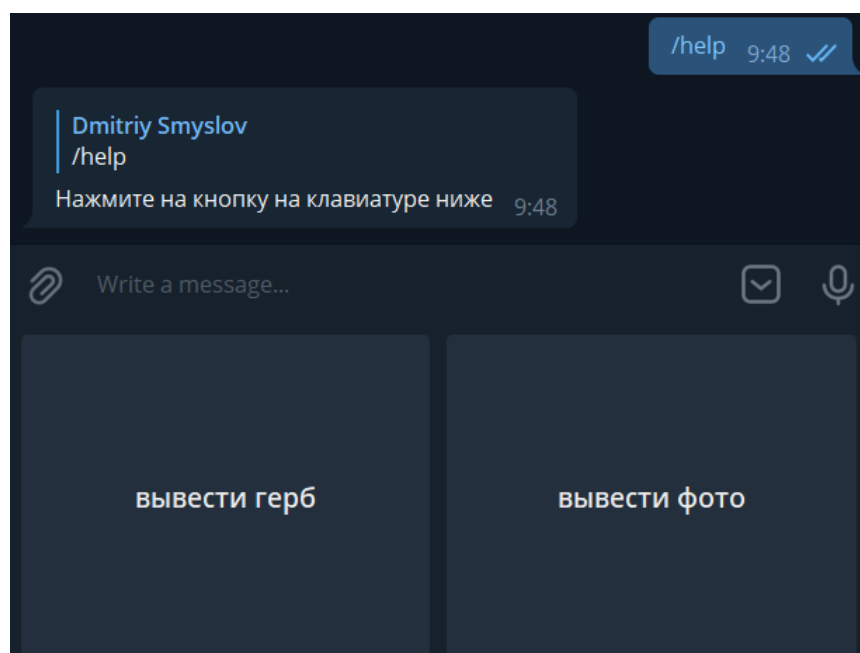 /help 9:48
Dmitriy Smyslov
/help
Нажмите на кнопку на клавиатуре ниже 9:48
Write a message...
вывести герб вывести фото